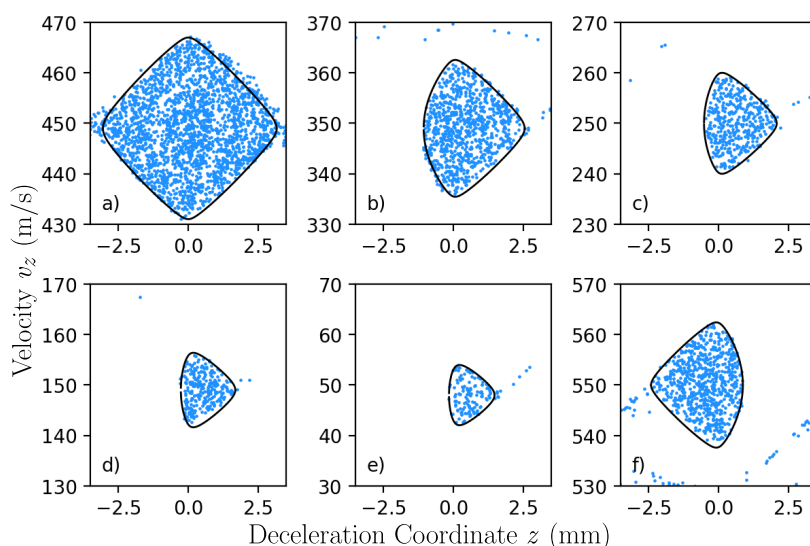 470
460
450
440
430
a)
−2.5 0.0 2.5
370
360
350
340
330
b)
−2.5 0.0 2.5
270
260
250
240
230
c)
−2.5 0.0 2.5
170
160
150
140
130
d)
−2.5 0.0 2.5
70
60
50
40
30
e)
−2.5 0.0 2.5
570
560
550
540
530
f)
−2.5 0.0 2.5
Velocity v_z (m/s)
Deceleration Coordinate z (mm)